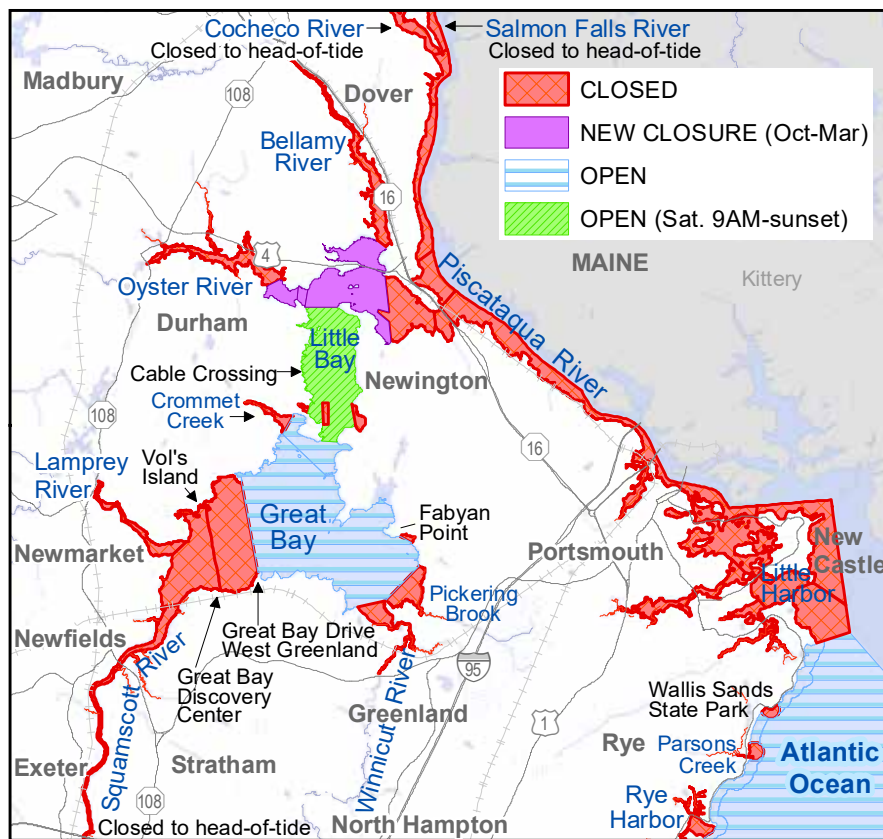 Cocheco River
Closed to head-of-tide
Salmon Falls River
Closed to head-of-tide
Madbury
108
Dover
CLOSED
NEW CLOSURE (Oct-Mar)
OPEN
OPEN (Sat. 9AM-sunset)
Bellamy
River
16
4
MAINE
Kittery
Oyster River
Piscataqua River
Durham
Little
Bay
Cable Crossing
Newington
Crommet
Creek
108
16
Vol's
Island
Lamprey
River
Great
Bay
Fabyan
Point
Newmarket
Portsmouth
New
Castle
Little
Harbor
Pickering
Brook
Newfields
Great Bay Drive
West Greenland
95
Great Bay
Discovery
Center
Squamscott River
Winnicut River
Greenland
1
Wallis Sands
State Park
Rye
Parsons
Creek
Atlantic
Ocean
Exeter
Stratham
108
Rye
Harbor
Closed to head-of-tide
North Hampton